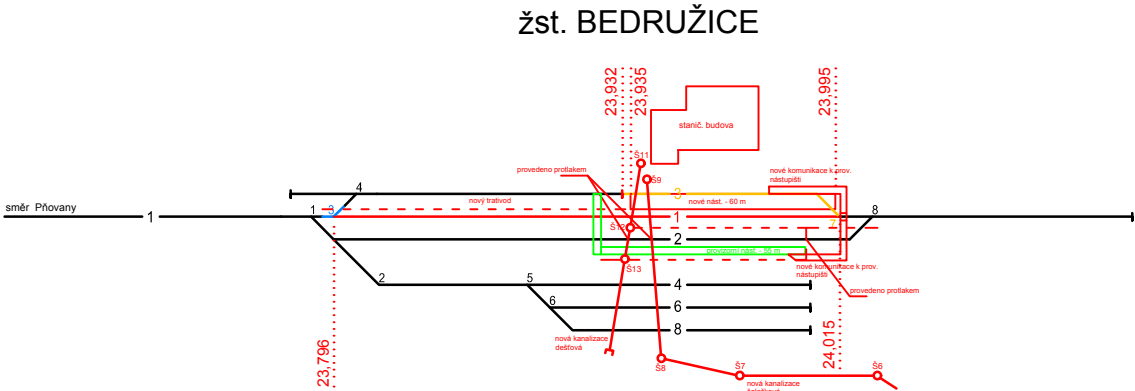 žst. BEDRUŽICE
23,932
23,935
23,995
stanič. budova
Š11
provedeno protlakem
Š9
nové komunikace k prov.
nástupišti
4
3
nový trativod
nové nást. - 60 m
směr Pňovany
1
1
3
1
7
8
Š12
2
provizorní nást. - 55 m
Š13
nové komunikace k prov.
nástupišti
2
5
4
provedeno protlakem
6
6
8
nová kanalizace
dešťová
23,796
24,015
Š8
Š7
Š6
nová kanalizace